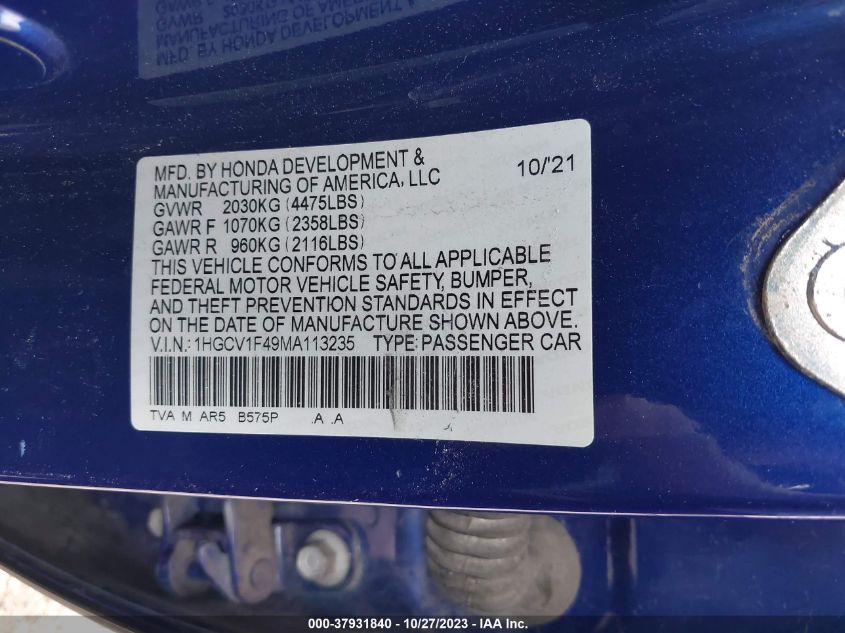 MFD. BY HONDA DEVELOPMENT &
MANUFACTURING OF AMERICA, LLC
10/'21
GVWR 2030KG (4475LBS)
GAWR F 1070KG (2358LBS)
GAWR R 960KG (2116LBS)
THIS VEHICLE CONFORMS TO ALL APPLICABLE
FEDERAL MOTOR VEHICLE SAFETY, BUMPER,
AND THEFT PREVENTION STANDARDS IN EFFECT
ON THE DATE OF MANUFACTURE SHOWN ABOVE.
V.I.N.: 1HGCV1F49MA113235 TYPE: PASSENGER CAR
TVA M AR5 B575P .A .A
000-37931840 - 10/27/2023 - IAAI.com